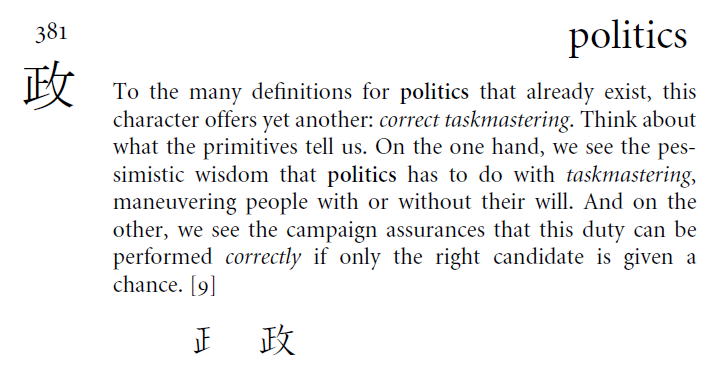 381
politics
政
To the many definitions for politics that already exist, this
character offers yet another: correct taskmastering. Think about
what the primitives tell us. On the one hand, we see the pes-
simistic wisdom that politics has to do with taskmastering,
maneuvering people with or without their will. And on the
other, we see the campaign assurances that this duty can be
performed correctly if only the right candidate is given a
chance. [9]
𤴓 政